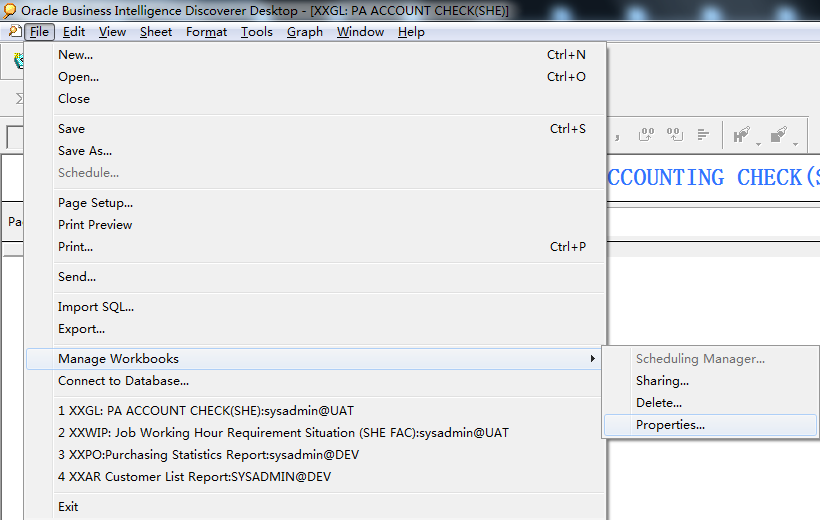 Oracle Business Intelligence Discoverer Desktop - [XXGL: PA ACCOUNT CHECK(SHE)]
File Edit View Sheet Format Tools Graph Window Help
New... Ctrl+N
Open... Ctrl+O
Close
Save Ctrl+S
Save As...
Schedule...
CCOUNTING CHECK(S
Page Setup...
Print Preview
Print... Ctrl+P
Send...
Import SQL...
Export...
Manage Workbooks
Connect to Database...
Scheduling Manager...
Sharing...
Delete...
Properties...
1 XXGL: PA ACCOUNT CHECK(SHE):sysadmin@UAT
2 XXWIP: Job Working Hour Requirement Situation (SHE FAC):sysadmin@UAT
3 XXPO:Purchasing Statistics Report:sysadmin@DEV
4 XXAR Customer List Report:SYSADMIN@DEV
Exit